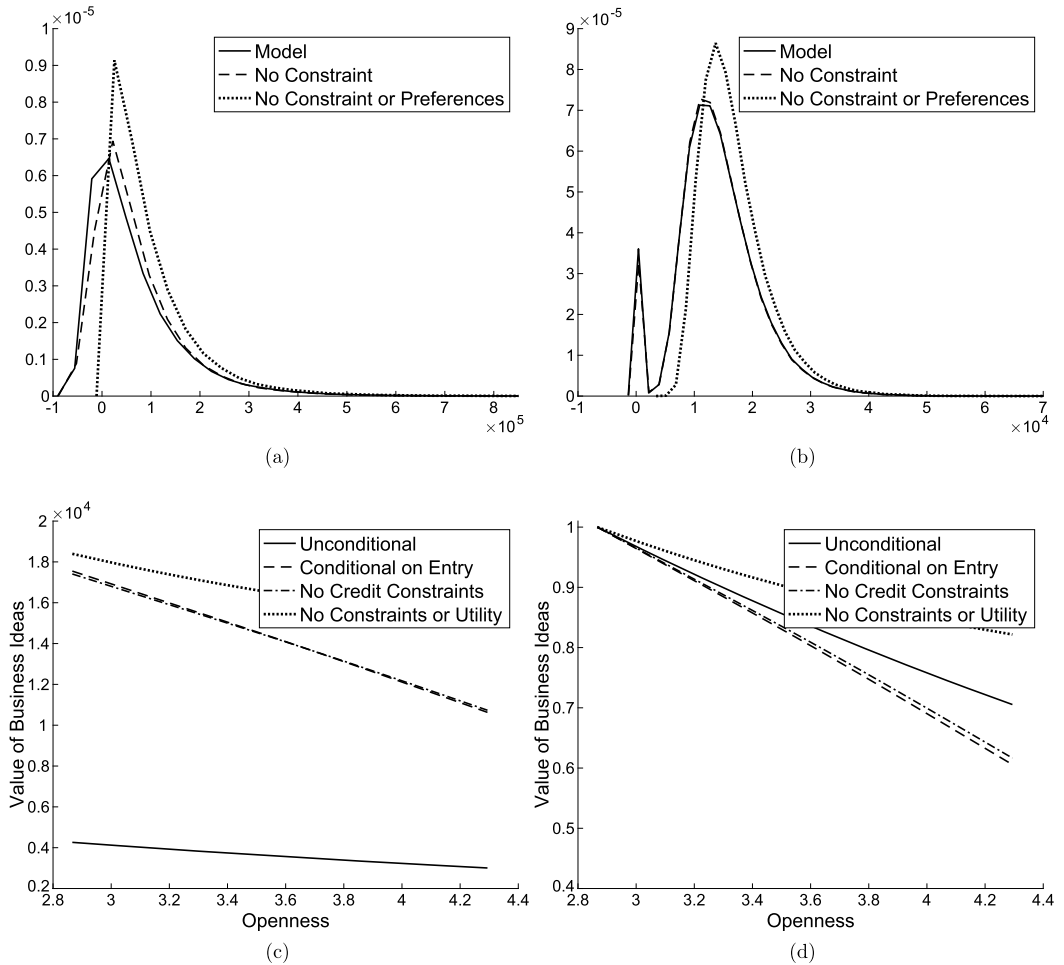 ×10^-5
1
0.9
0.8
0.7
0.6
0.5
0.4
0.3
0.2
0.1
0
-1 0 1 2 3 4 5 6 7 8
×10^5
Model
No Constraint
No Constraint or Preferences
(a)
×10^-5
9
8
7
6
5
4
3
2
1
0
-1 0 1 2 3 4 5 6 7
×10^4
Model
No Constraint
No Constraint or Preferences
(b)
×10^4
2
1.8
1.6
1.4
1.2
1
0.8
0.6
0.4
0.2
2.8 3 3.2 3.4 3.6 3.8 4 4.2 4.4
Value of Business Ideas
Openness
Unconditional
Conditional on Entry
No Credit Constraints
No Constraints or Utility
(c)
1
0.9
0.8
0.7
0.6
0.5
0.4
2.8 3 3.2 3.4 3.6 3.8 4 4.2 4.4
Value of Business Ideas
Openness
Unconditional
Conditional on Entry
No Credit Constraints
No Constraints or Utility
(d)